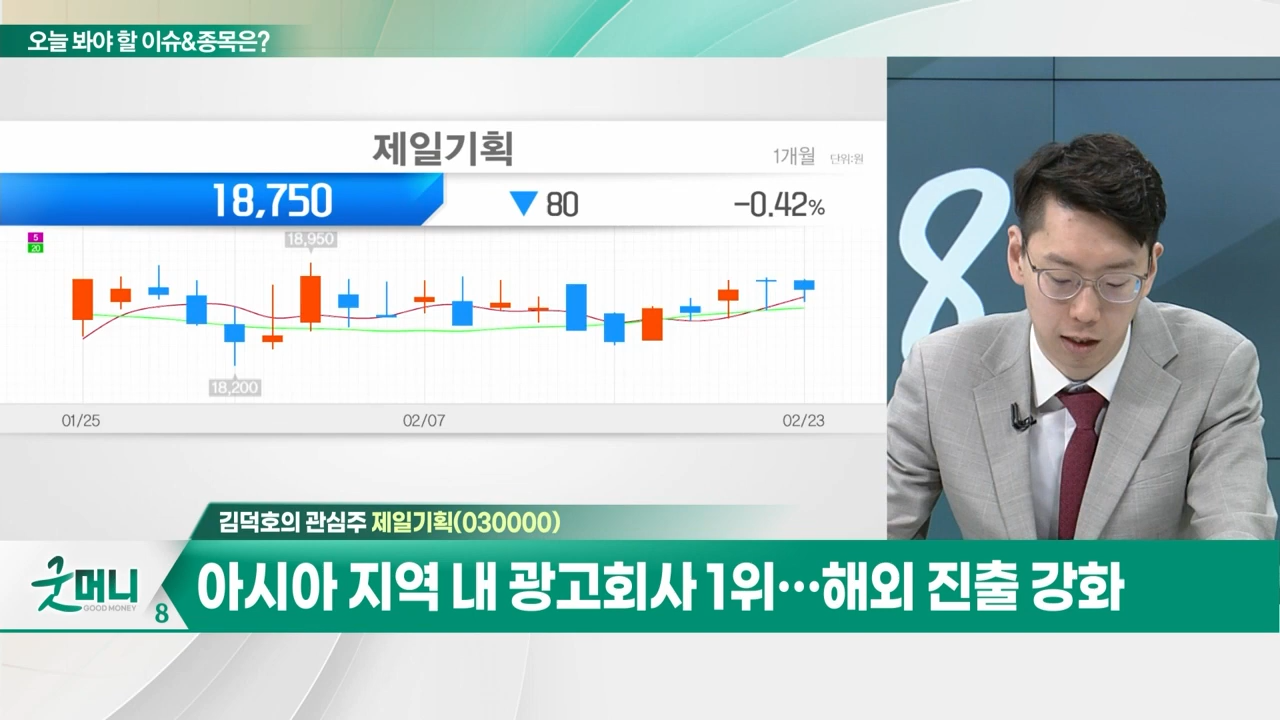 오늘 봐야 할 이슈&종목은?
제일기획
1개월 단위:원
18,750 ▼ 80 -0.42%
5
20
18,950
18,200
01/25 02/07 02/23
8
김덕호의 관심주 제일기획(030000)
굿머니
GOOD MONEY
8
아시아 지역 내 광고회사 1위…해외 진출 강화